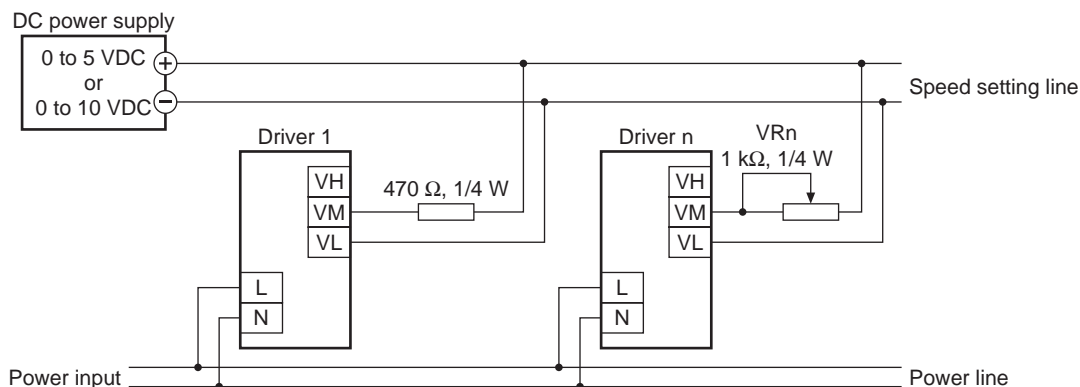 DC power supply
0 to 5 VDC
or
0 to 10 VDC
+
−
Speed setting line
Driver 1
VH
VM
VL
L
N
470 Ω, 1/4 W
Driver n
VH
VM
VL
L
N
VRn
1 kΩ, 1/4 W
Power input
Power line